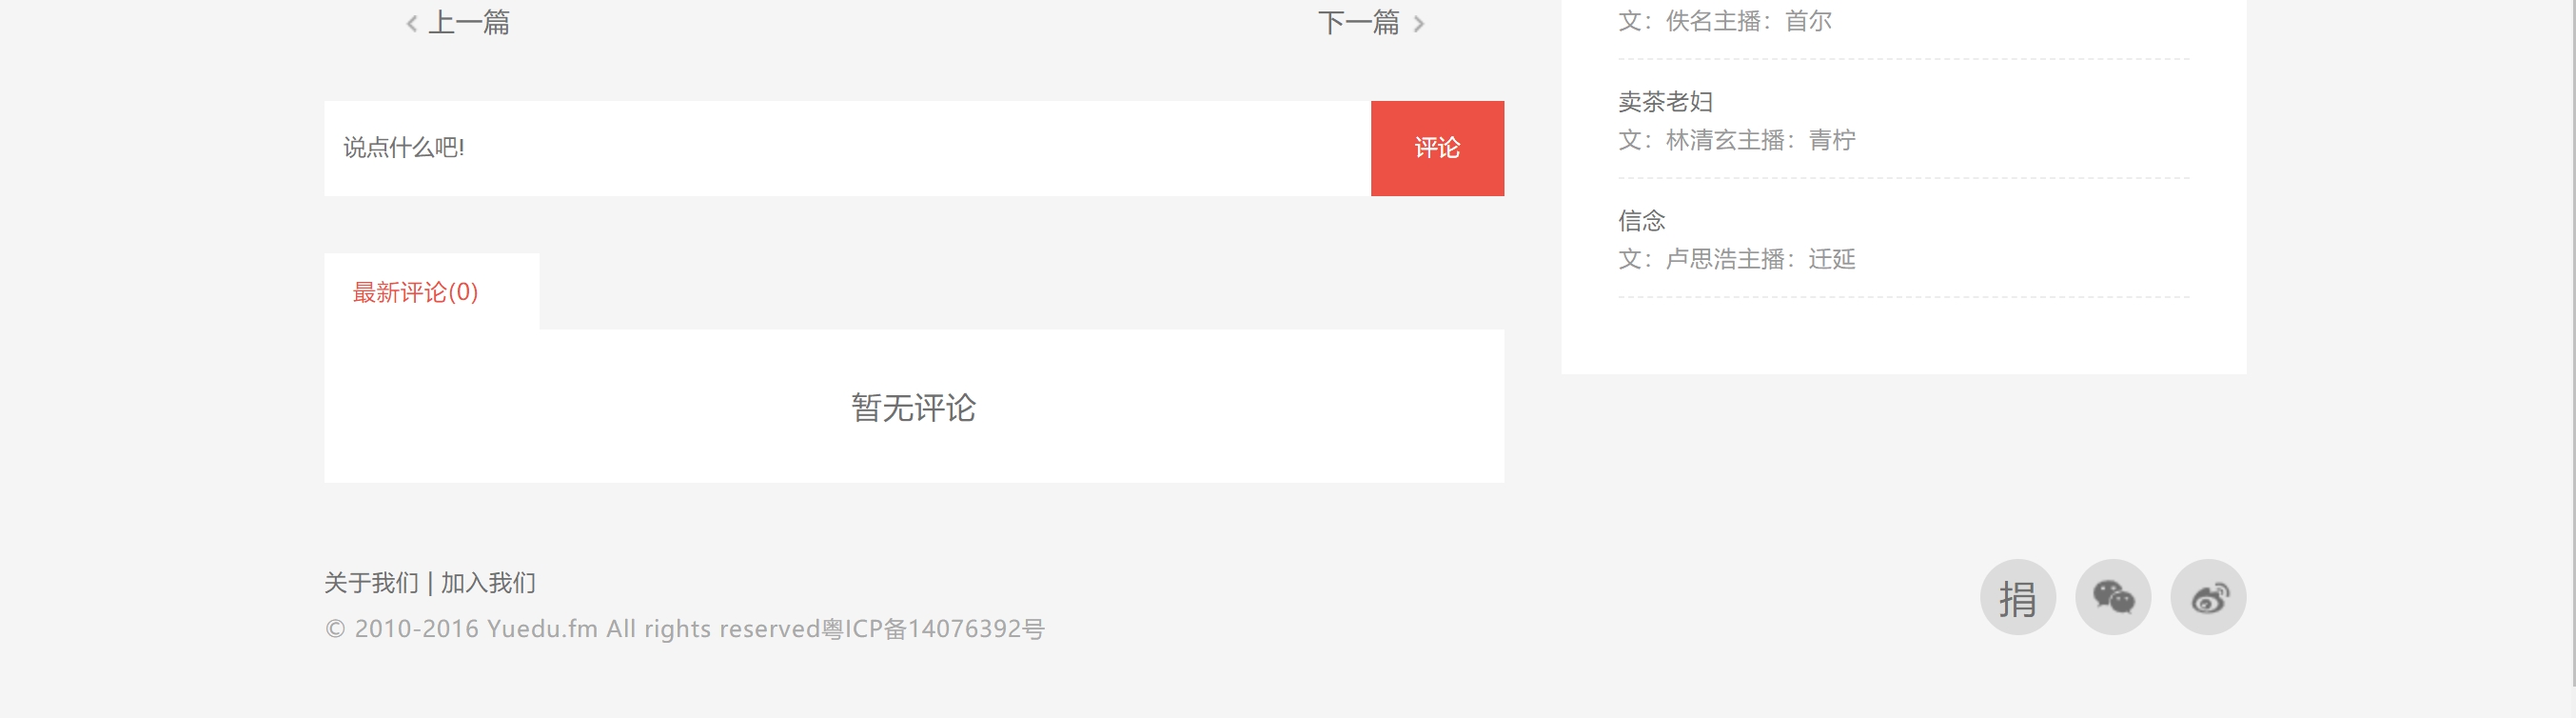 上一篇
下一篇
说点什么吧!
评论
最新评论(0)
暂无评论
文：佚名主播：首尔
卖茶老妇
文：林清玄主播：青柠
信念
文：卢思浩主播：迁延
关于我们 | 加入我们
© 2010-2016 Yuedu.fm All rights reserved粤ICP备14076392号
捐